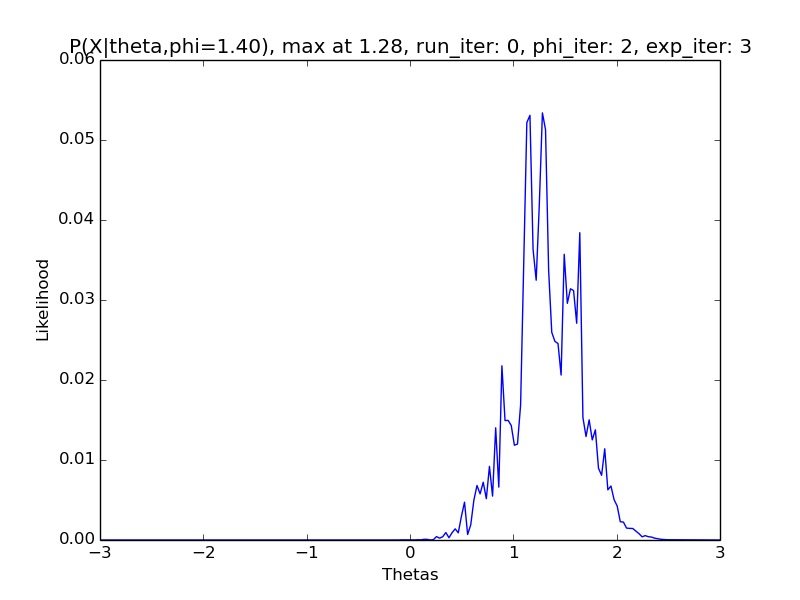 P(X|theta,phi=1.40), max at 1.28, run_iter: 0, phi_iter: 2, exp_iter: 3
0.06
0.05
0.04
0.03
0.02
0.01
0.00
Likelihood
−3 −2 −1 0 1 2 3
Thetas